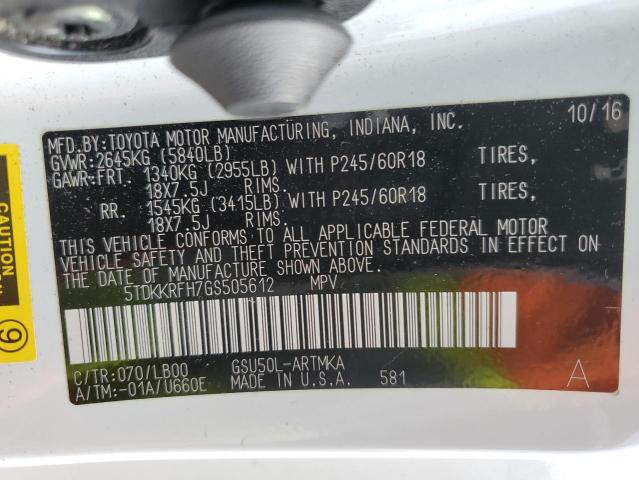 MFD.BY:TOYOTA MOTOR MANUFACTURING, INDIANA, INC. 10/16
GVWR:2645KG (5840LB)
GAWR:FRT 1340KG (2955LB) WITH P245/60R18 TIRES,
18X7.5J RIMS.
RR. 1545KG (3415LB) WITH P245/60R18 TIRES,
18X7.5J RIMS.
THIS VEHICLE CONFORMS TO ALL APPLICABLE FEDERAL MOTOR
VEHICLE SAFETY AND THEFT PREVENTION STANDARDS IN EFFECT ON
THE DATE OF MANUFACTURE SHOWN ABOVE.
5TDKKRFH7GS505612 MPV
C/TR:070/LB00 GSU50L-ARTMKA
A/TM:-01A/U660E MADE IN U.S.A. 581 A
CAUTION
9